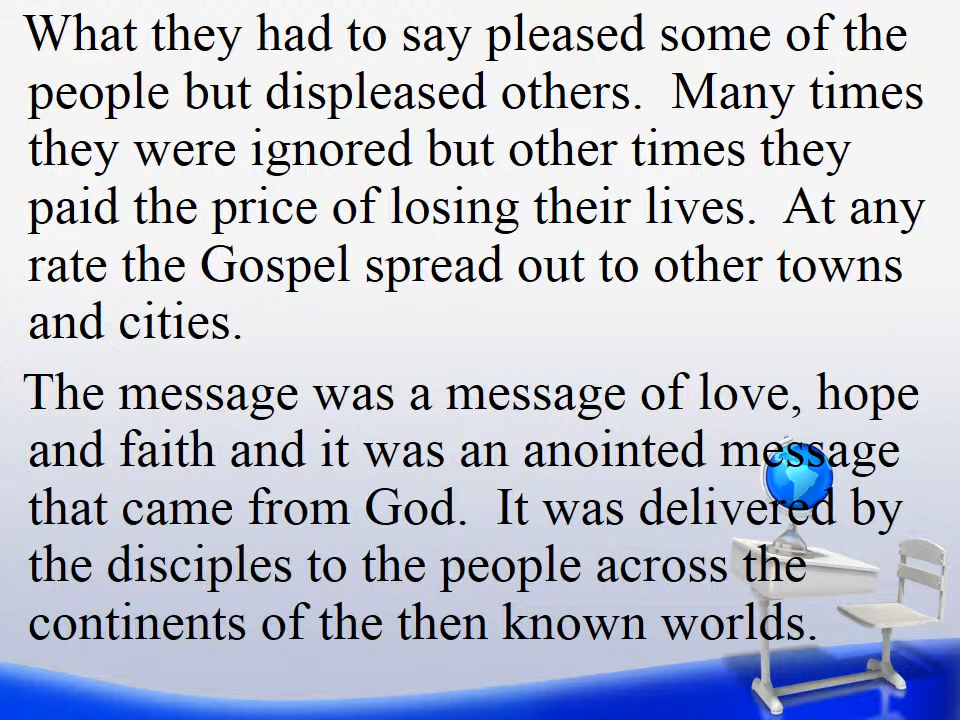 What they had to say pleased some of the
people but displeased others.  Many times
they were ignored but other times they
paid the price of losing their lives.  At any
rate the Gospel spread out to other towns
and cities.
The message was a message of love, hope
and faith and it was an anointed message
that came from God.  It was delivered by
the disciples to the people across the
continents of the then known worlds.